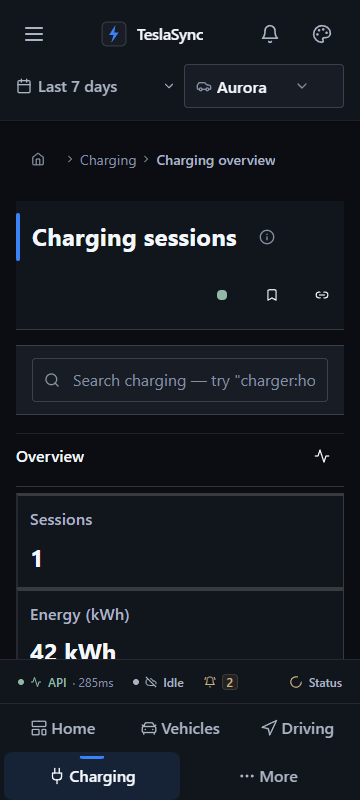 TeslaSync
Last 7 days
Aurora
Charging
Charging overview
Charging sessions
Search charging — try "charger:ho
Overview
Sessions
1
Energy (kWh)
42 kWh
API · 285ms
Idle
2
Status
Home
Vehicles
Driving
Charging
More